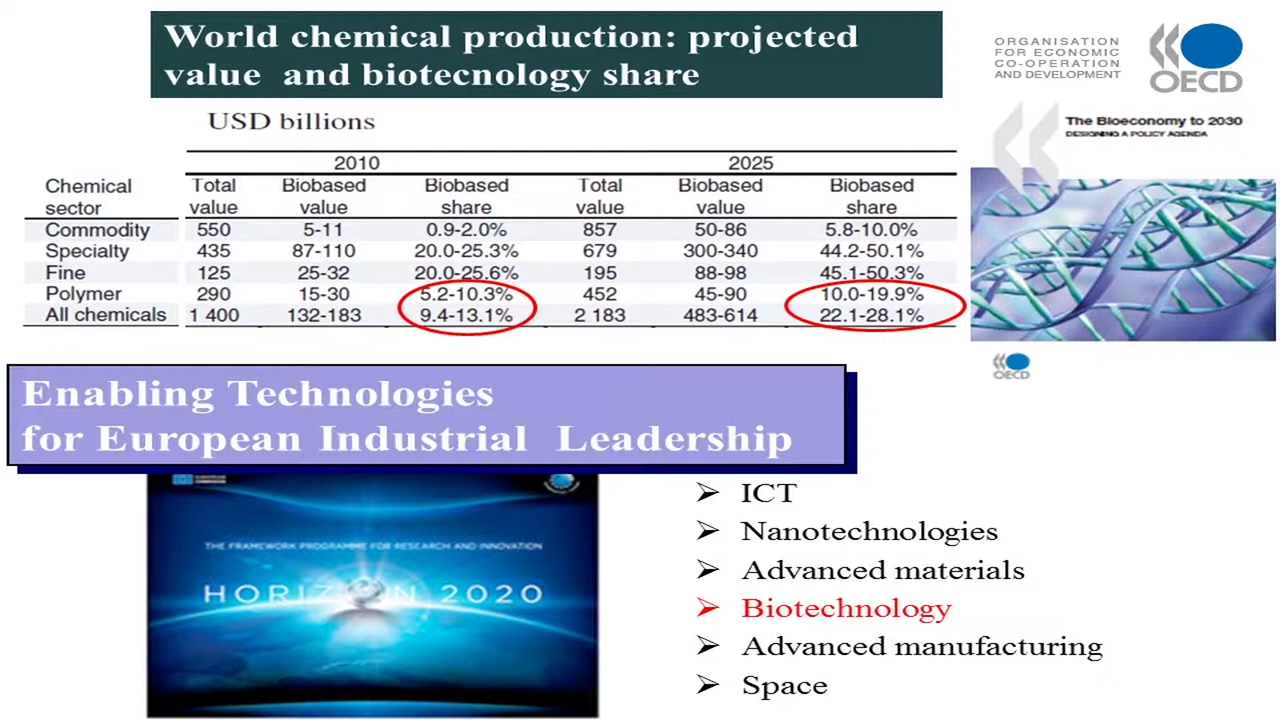 World chemical production: projected
value and biotecnology share
ORGANISATION
FOR ECONOMIC
CO-OPERATION
AND DEVELOPMENT
OECD
The Bioeconomy to 2030
DESIGNING A POLICY AGENDA
USD billions
2010 2025
Chemical sector Total value Biobased value Biobased share Total value Biobased value Biobased share
Commodity 550 5-11 0.9-2.0% 857 50-86 5.8-10.0%
Specialty 435 87-110 20.0-25.3% 679 300-340 44.2-50.1%
Fine 125 25-32 20.0-25.6% 195 88-98 45.1-50.3%
Polymer 290 15-30 5.2-10.3% 452 45-90 10.0-19.9%
All chemicals 1 400 132-183 9.4-13.1% 2 183 483-614 22.1-28.1%
OECD
Enabling Technologies
for European Industrial Leadership
THE FRAMEWORK PROGRAMME FOR RESEARCH AND INNOVATION
HORIZON 2020
ICT
Nanotechnologies
Advanced materials
Biotechnology
Advanced manufacturing
Space